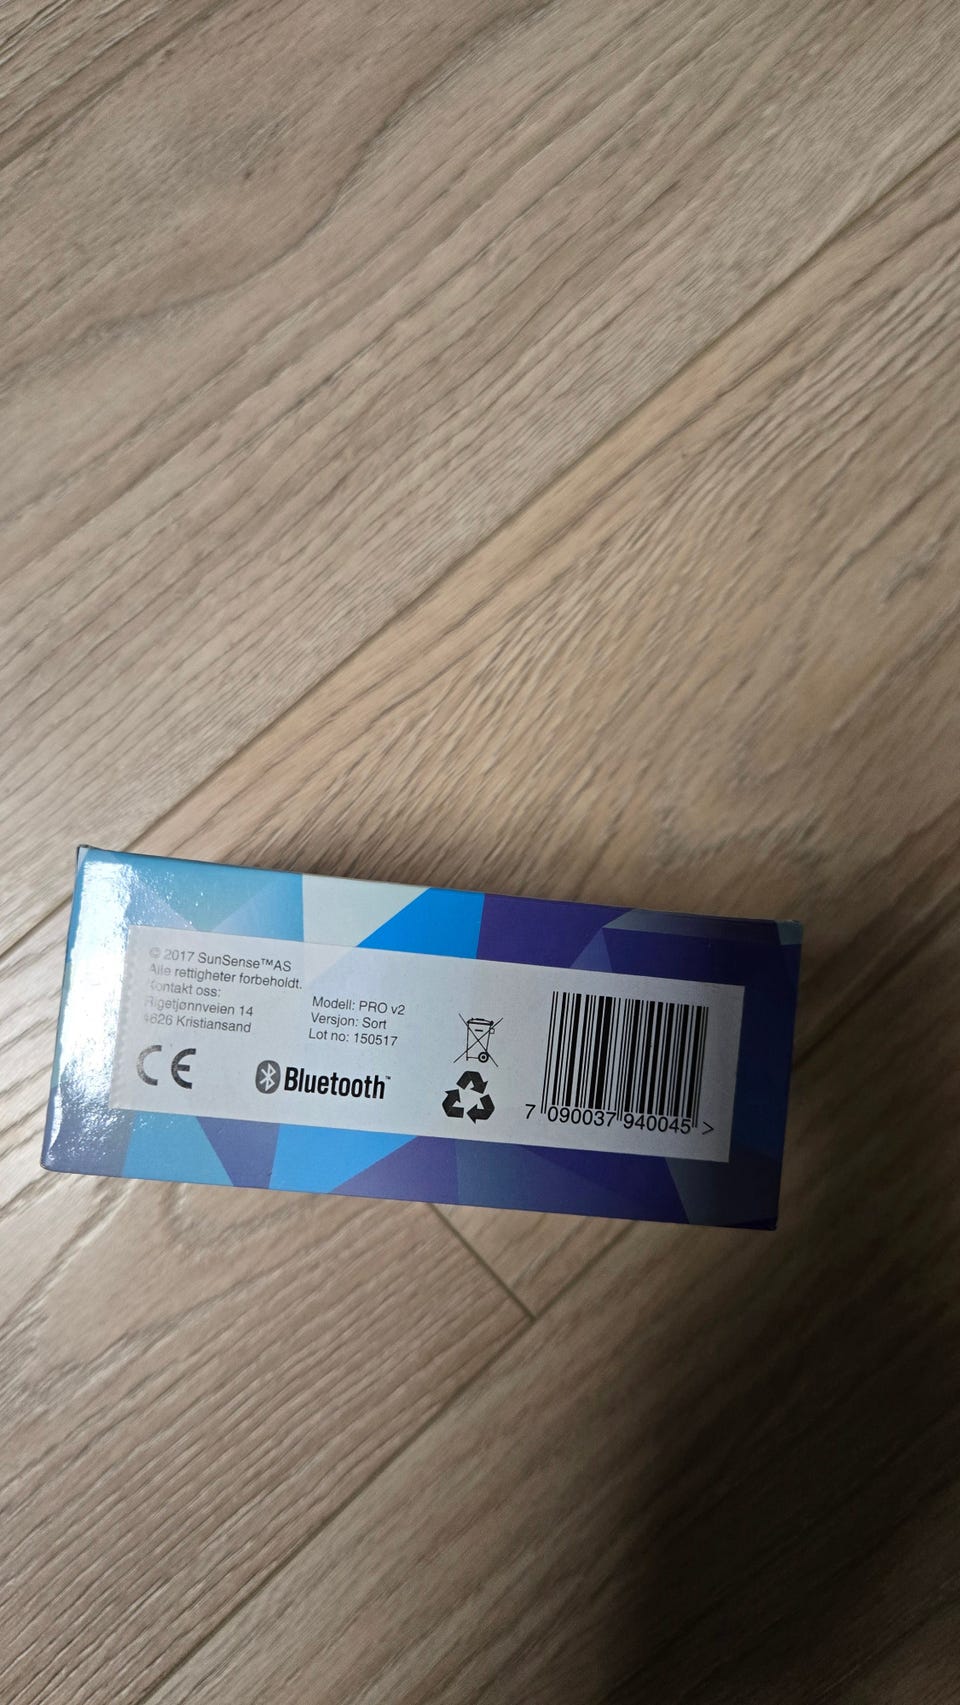 © 2017 SunSense™AS
Alle rettigheter forbeholdt.
Kontakt oss:
Rigetjønnveien 14
4626 Kristiansand
Modell: PRO v2
Versjon: Sort
Lot no: 150517
CE
Bluetooth™
7 090037 940045 >